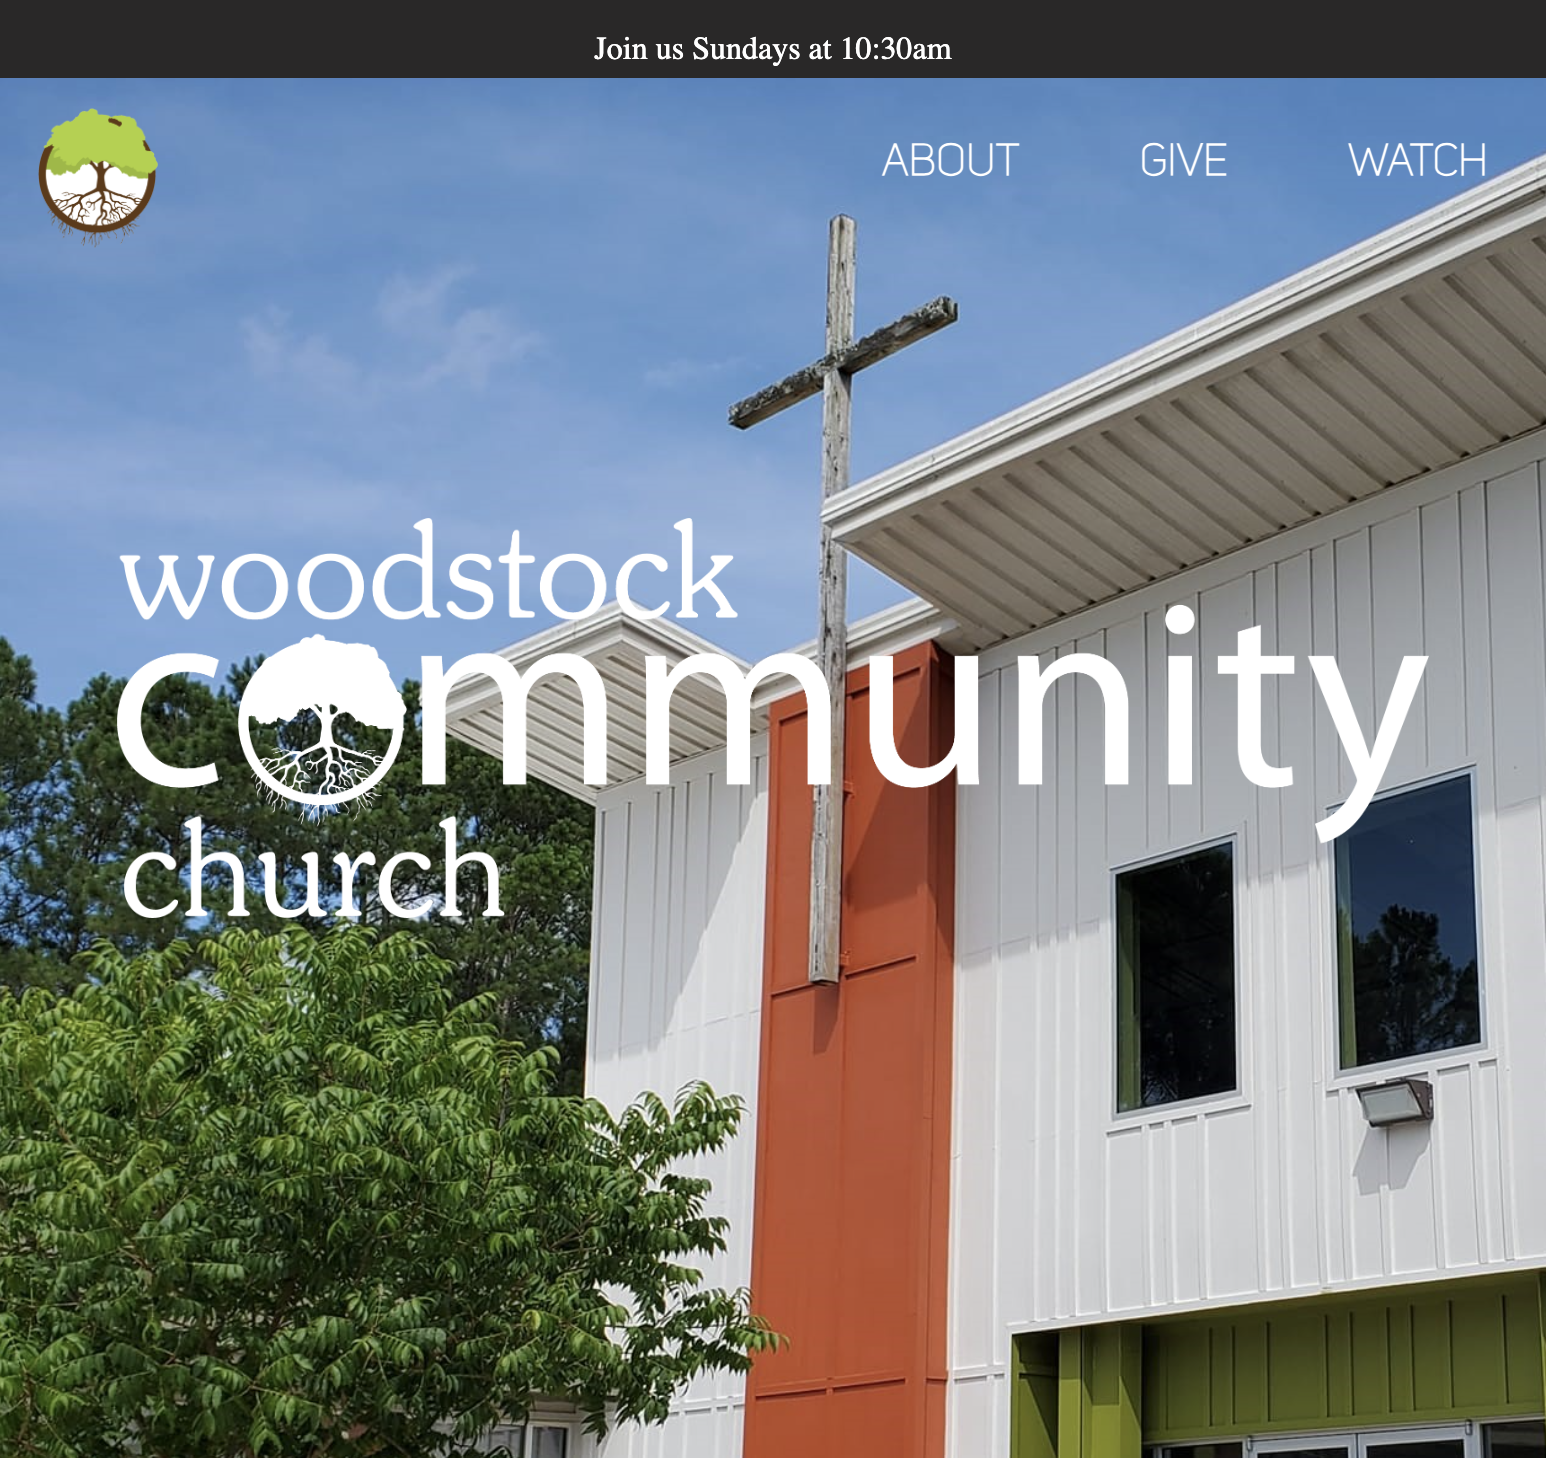 Join us Sundays at 10:30am
ABOUT GIVE WATCH
woodstock
community
church